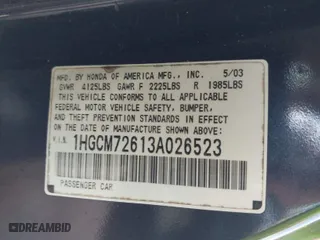 MFD. BY HONDA OF AMERICA MFG., INC. 5/03
GVWR 4125LBS GAWR F 2225LBS R 1985LBS
THIS VEHICLE CONFORMS TO ALL APPLICABLE
FEDERAL MOTOR VEHICLE SAFETY, BUMPER,
AND THEFT PREVENTION STANDARDS IN EFFECT
ON THE DATE OF MANUFACTURE SHOWN ABOVE.
V.I.N. 1HGCM72613A026523
PASSENGER CAR
© DREAMBID